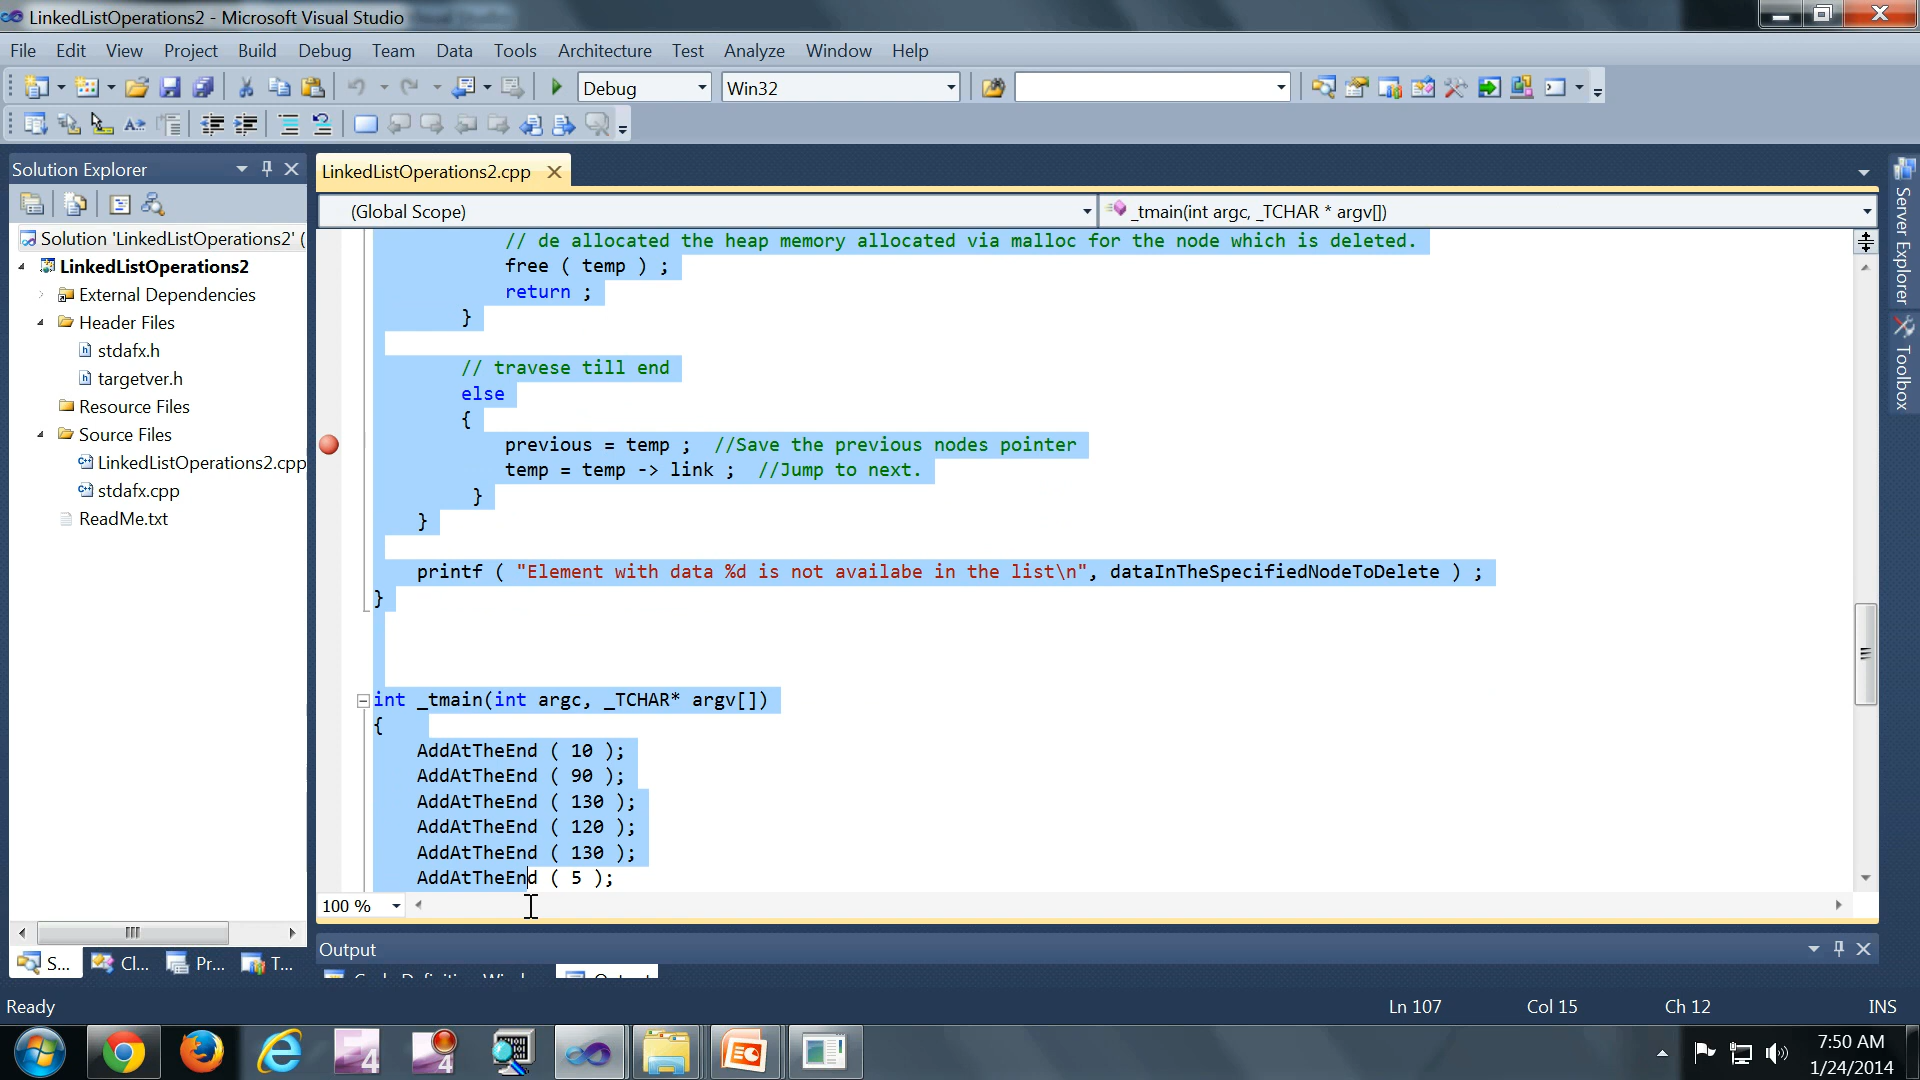 LinkedListOperations2 - Microsoft Visual Studio
File Edit View Project Build Debug Team Data Tools Architecture Test Analyze Window Help
Debug
Win32
Solution Explorer
Solution 'LinkedListOperations2' (
LinkedListOperations2
External Dependencies
Header Files
stdafx.h
targetver.h
Resource Files
Source Files
LinkedListOperations2.cpp
stdafx.cpp
ReadMe.txt
S...
Cl...
Pr...
T...
LinkedListOperations2.cpp
(Global Scope)
_tmain(int argc, _TCHAR * argv[])
// de allocated the heap memory allocated via malloc for the node which is deleted.
free ( temp ) ;
return ;
}
// travese till end
else
{
previous = temp ; //Save the previous nodes pointer
temp = temp -> link ; //Jump to next.
}
}
printf ( "Element with data %d is not availabe in the list\n", dataInTheSpecifiedNodeToDelete ) ;
}
int _tmain(int argc, _TCHAR* argv[])
{
AddAtTheEnd ( 10 );
AddAtTheEnd ( 90 );
AddAtTheEnd ( 130 );
AddAtTheEnd ( 120 );
AddAtTheEnd ( 130 );
AddAtTheEnd ( 5 );
100 %
Server Explorer
Toolbox
Output
Ready
Ln 107
Col 15
Ch 12
INS
7:50 AM
1/24/2014